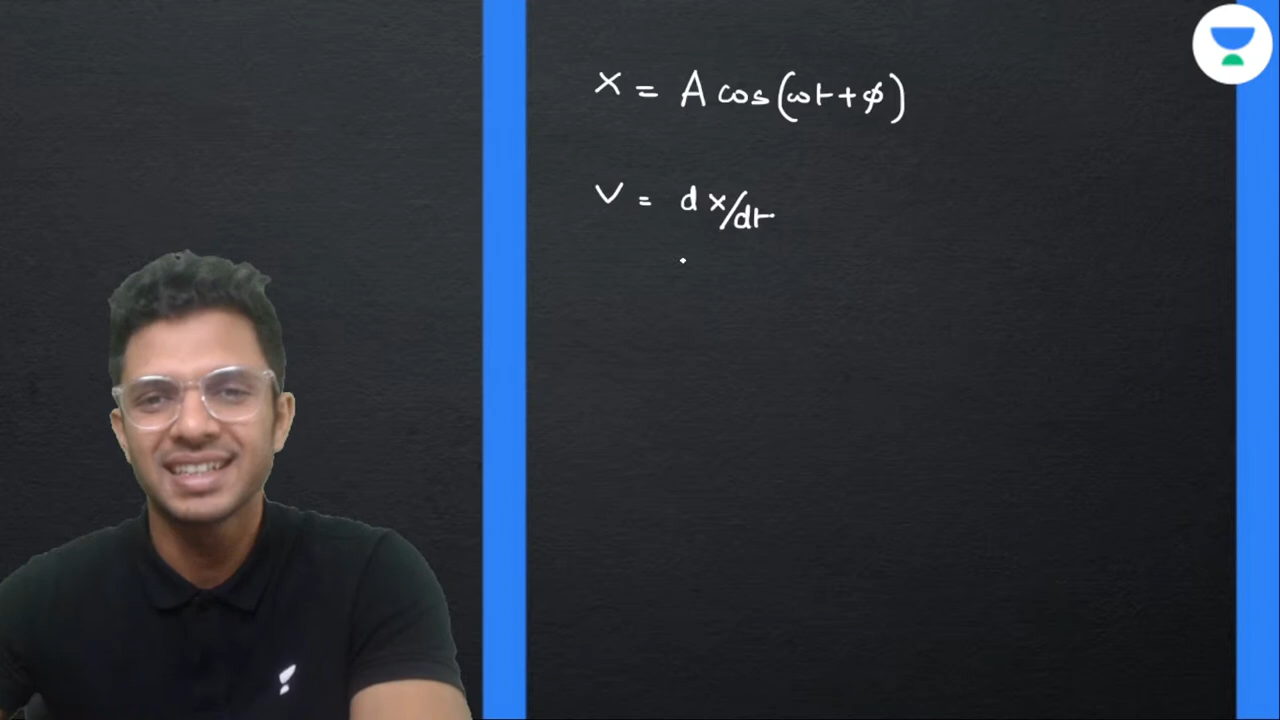 x = A cos(ωt+φ)
v = dx/dt